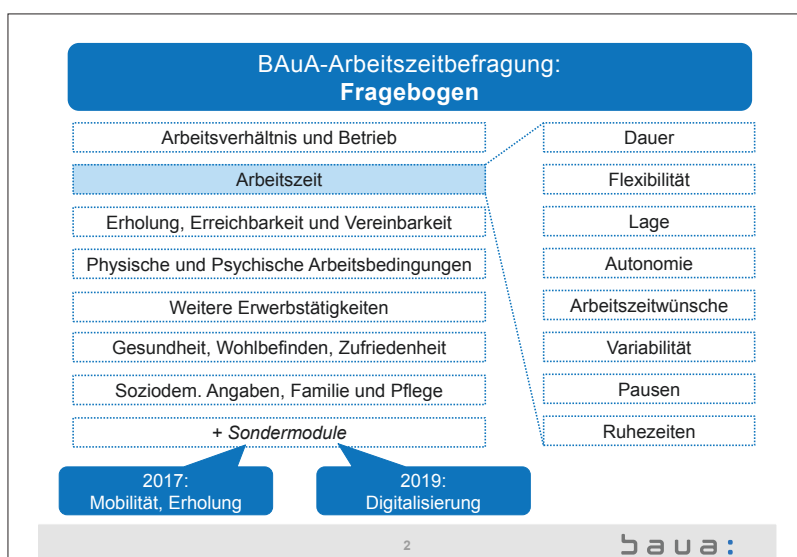 BAuA-Arbeitszeitbefragung:
Fragebogen
Arbeitsverhältnis und Betrieb
Arbeitszeit
Erholung, Erreichbarkeit und Vereinbarkeit
Physische und Psychische Arbeitsbedingungen
Weitere Erwerbstätigkeiten
Gesundheit, Wohlbefinden, Zufriedenheit
Soziodem. Angaben, Familie und Pflege
+ Sondermodule
Dauer
Flexibilität
Lage
Autonomie
Arbeitszeitwünsche
Variabilität
Pausen
Ruhezeiten
2017:
Mobilität, Erholung
2019:
Digitalisierung
2
baua: